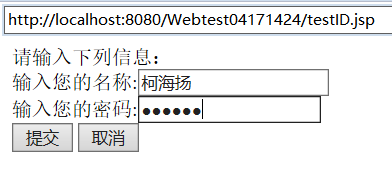 http://localhost:8080/Webtest04171424/testID.jsp
请输入下列信息：
输入您的名称:柯海扬
输入您的密码:●●●●●●
提交 取消